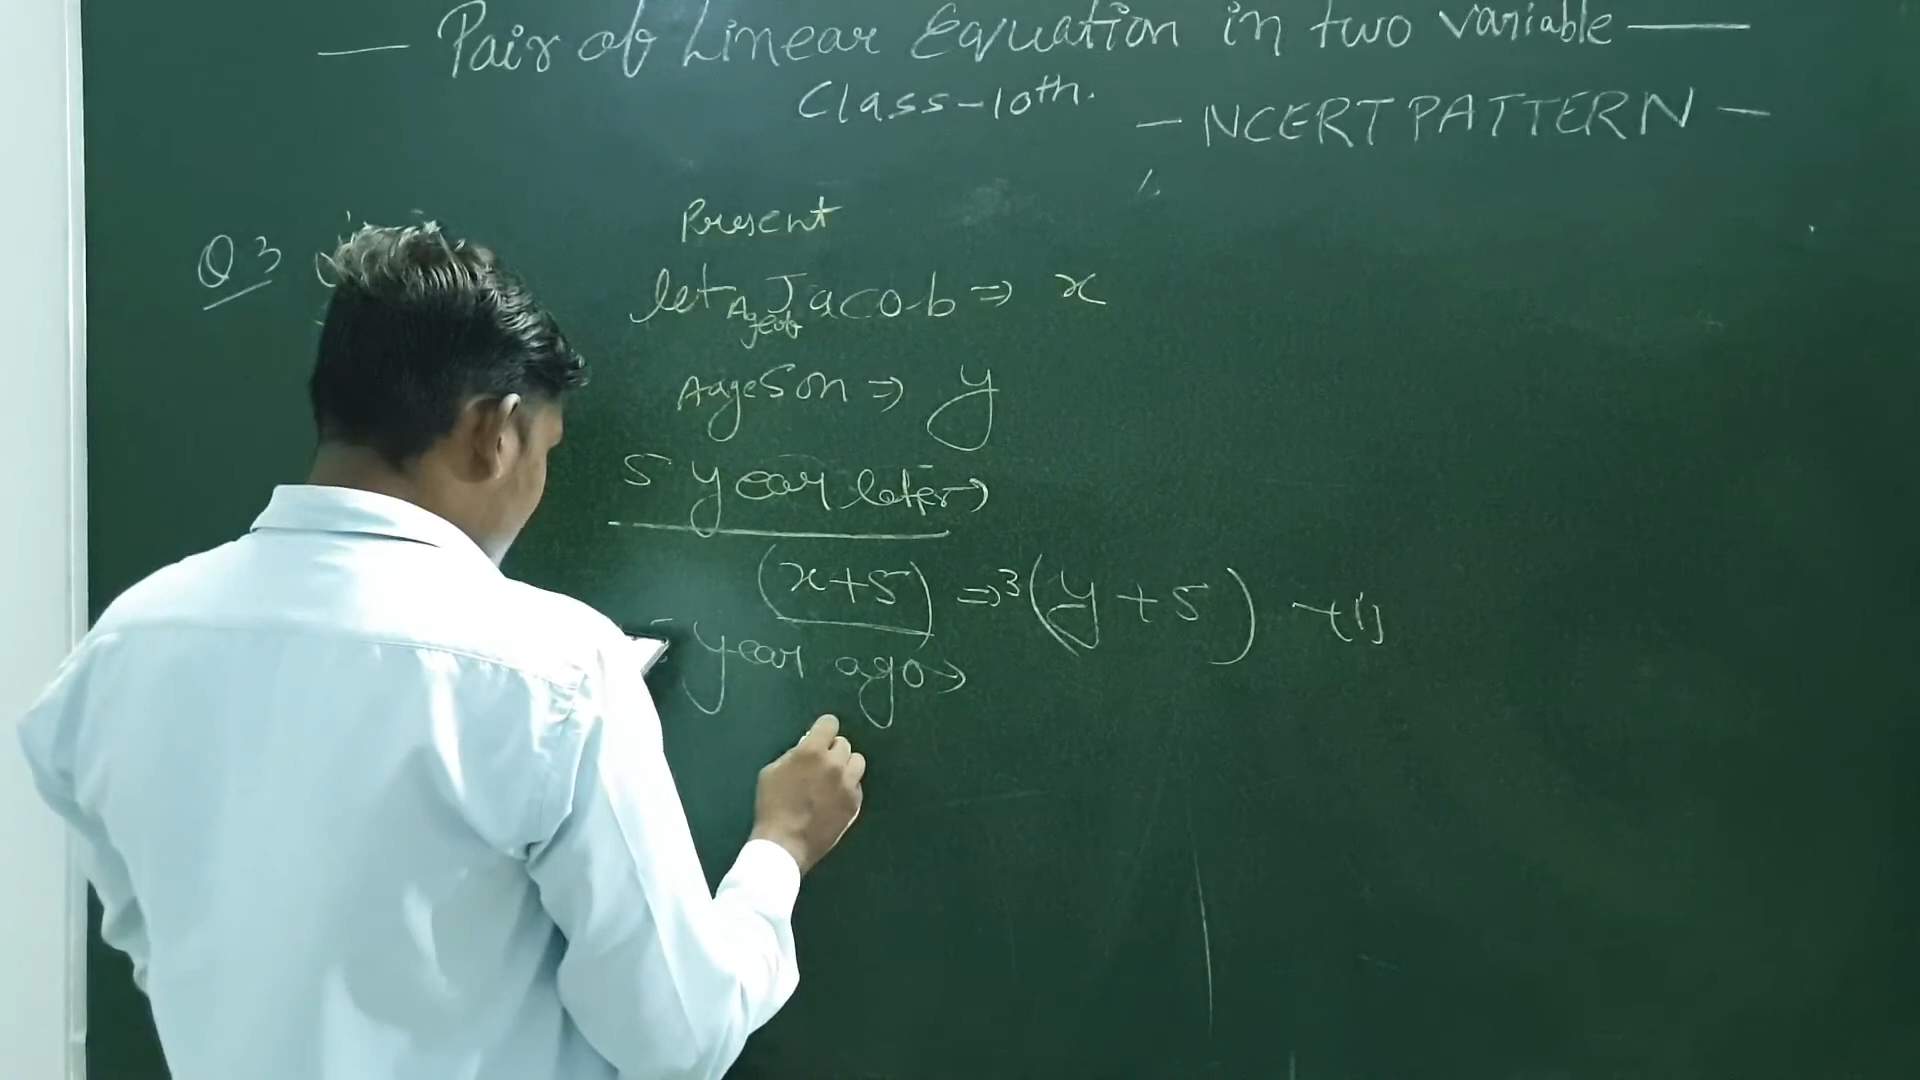 — Pair of Linear Equation in two variable —
Class-10th.
- NCERT PATTERN -
Q3
Present
let Age of Jacob ⇒ x
Aage Son ⇒ y
5 year later →
(x+5) ⇒ 3(y+5) -(1)
year ago →